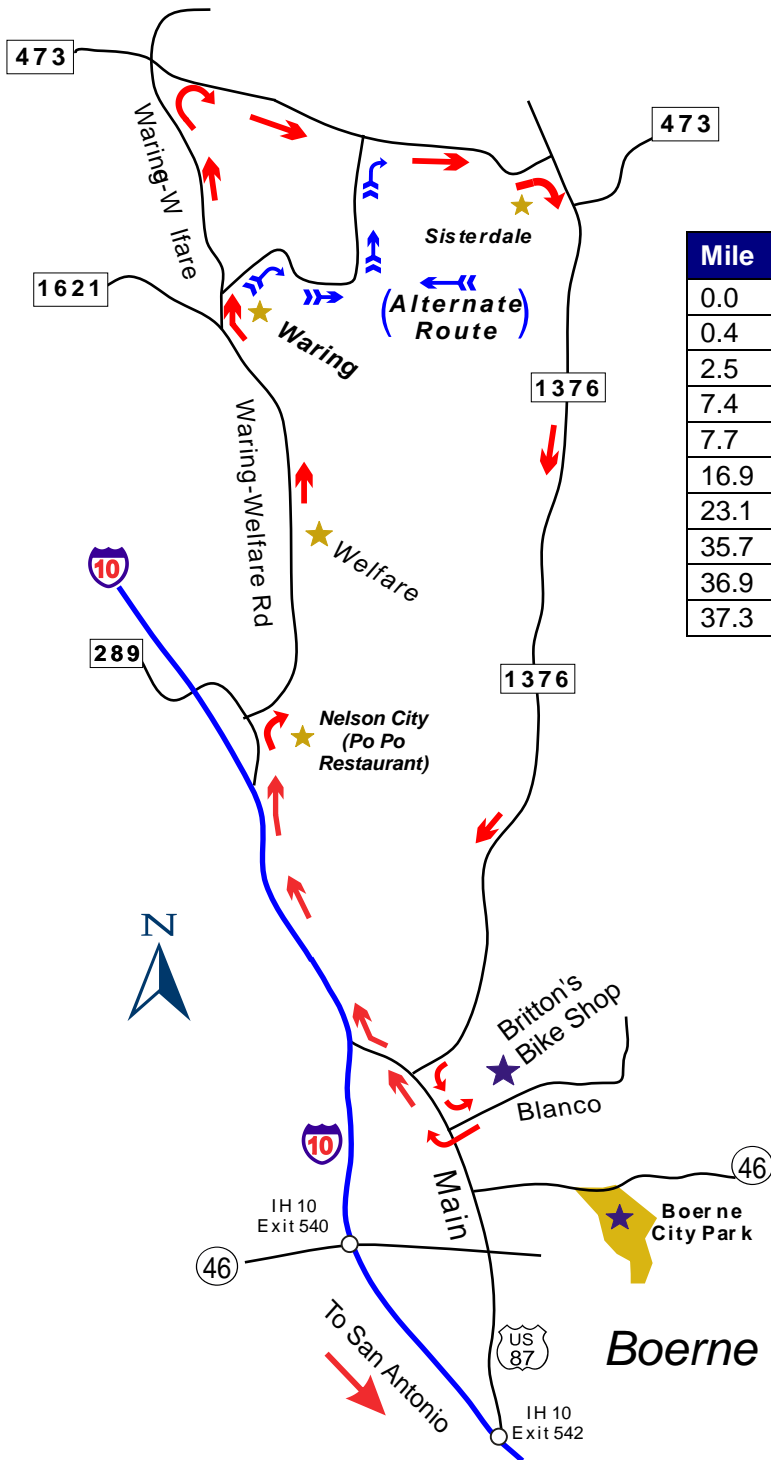 473
473
Waring-W lfare
Sisterdale
1621
(Alternate
Route)
Waring
1376
Waring-Welfare Rd
Welfare
10
289
1376
Nelson City
(Po Po
Restaurant)
N
Britton's
Bike Shop
Blanco
10
Main
46
IH 10
Exit 540
Boerne
City Park
46
To San Antonio
US
87
Boerne
IH 10
Exit 542
Mile
0.0
0.4
2.5
7.4
7.7
16.9
23.1
35.7
36.9
37.3